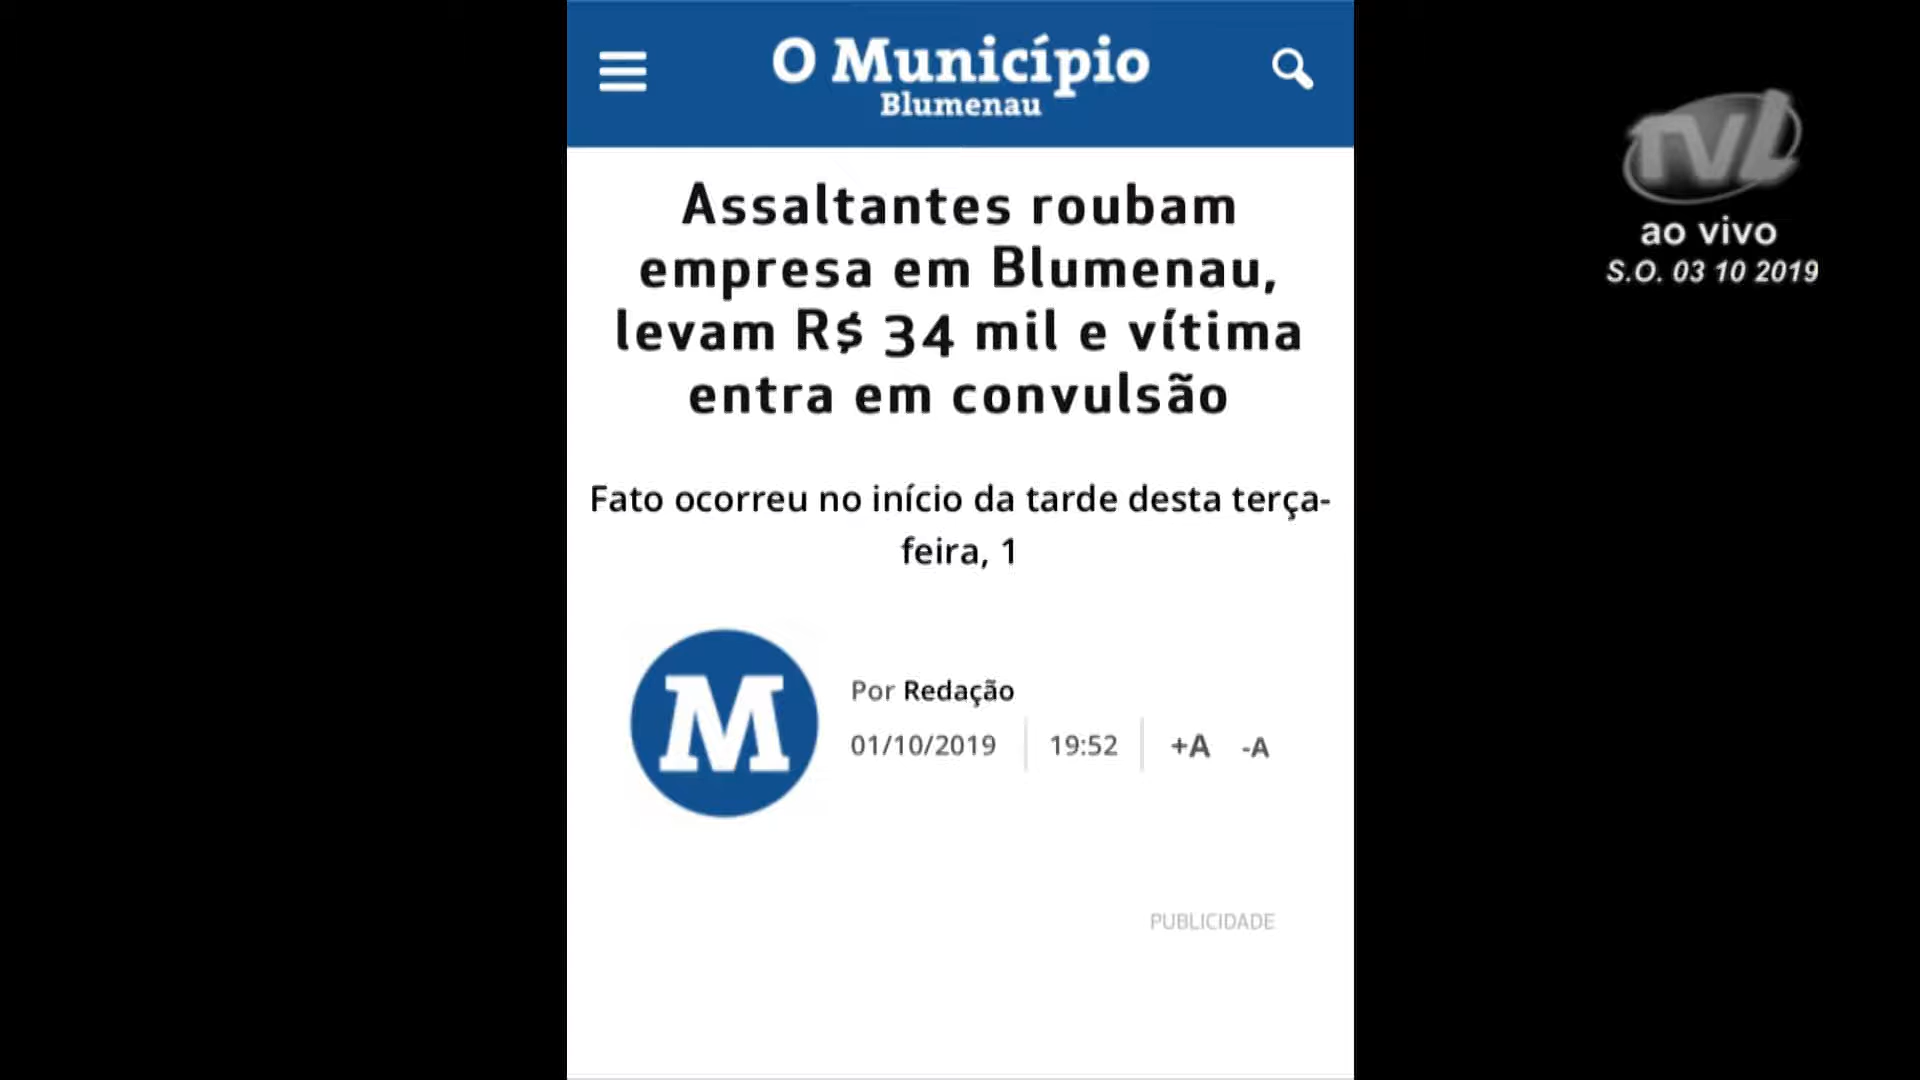 O Município
Blumenau
TVL
ao vivo
S.O. 03 10 2019
Assaltantes roubam
empresa em Blumenau,
levam R$ 34 mil e vítima
entra em convulsão
Fato ocorreu no início da tarde desta terça-
feira, 1
M
Por Redação
01/10/2019 19:52 +A -A
PUBLICIDADE